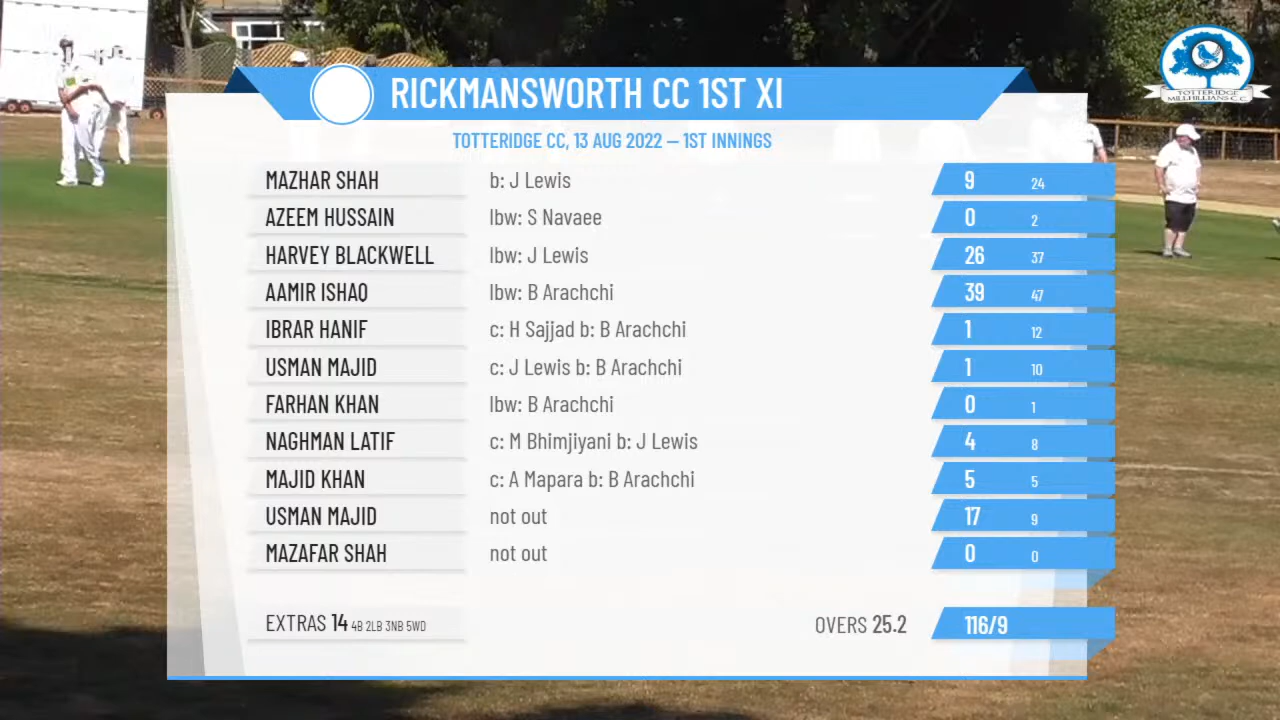 RICKMANSWORTH CC 1ST XI
TOTTERIDGE CC, 13 AUG 2022 – 1ST INNINGS
MAZHAR SHAH b: J Lewis 9 24
AZEEM HUSSAIN lbw: S Navaee 0 2
HARVEY BLACKWELL lbw: J Lewis 26 37
AAMIR ISHAQ lbw: B Arachchi 39 47
IBRAR HANIF c: H Sajjad b: B Arachchi 1 12
USMAN MAJID c: J Lewis b: B Arachchi 1 10
FARHAN KHAN lbw: B Arachchi 0 1
NAGHMAN LATIF c: M Bhimjiyani b: J Lewis 4 8
MAJID KHAN c: A Mapara b: B Arachchi 5 5
USMAN MAJID not out 17 9
MAZAFAR SHAH not out 0 0
EXTRAS 14 4B 2LB 3NB 5WD OVERS 25.2 116/9
TOTTERIDGE
MILLHILLIANS C.C.